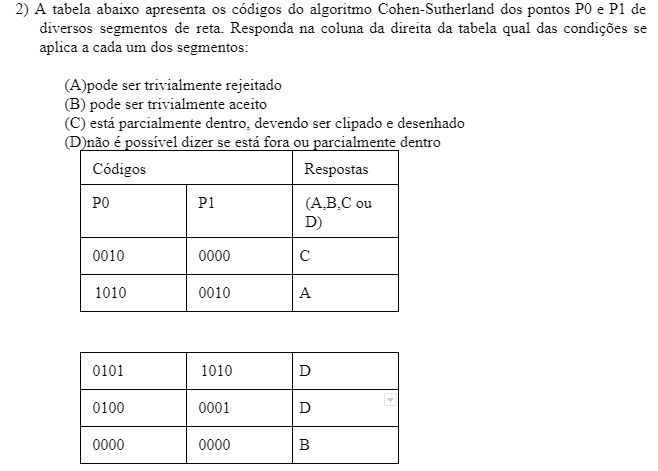 2) A tabela abaixo apresenta os códigos do algoritmo Cohen-Sutherland dos pontos P0 e P1 de
diversos segmentos de reta. Responda na coluna da direita da tabela qual das condições se
aplica a cada um dos segmentos:
(A)pode ser trivialmente rejeitado
(B) pode ser trivialmente aceito
(C) está parcialmente dentro, devendo ser clipado e desenhado
(D)não é possível dizer se está fora ou parcialmente dentro
Códigos Respostas
P0 P1 (A,B,C ou
D)
0010 0000 C
1010 0010 A
0101 1010 D
0100 0001 D
0000 0000 B